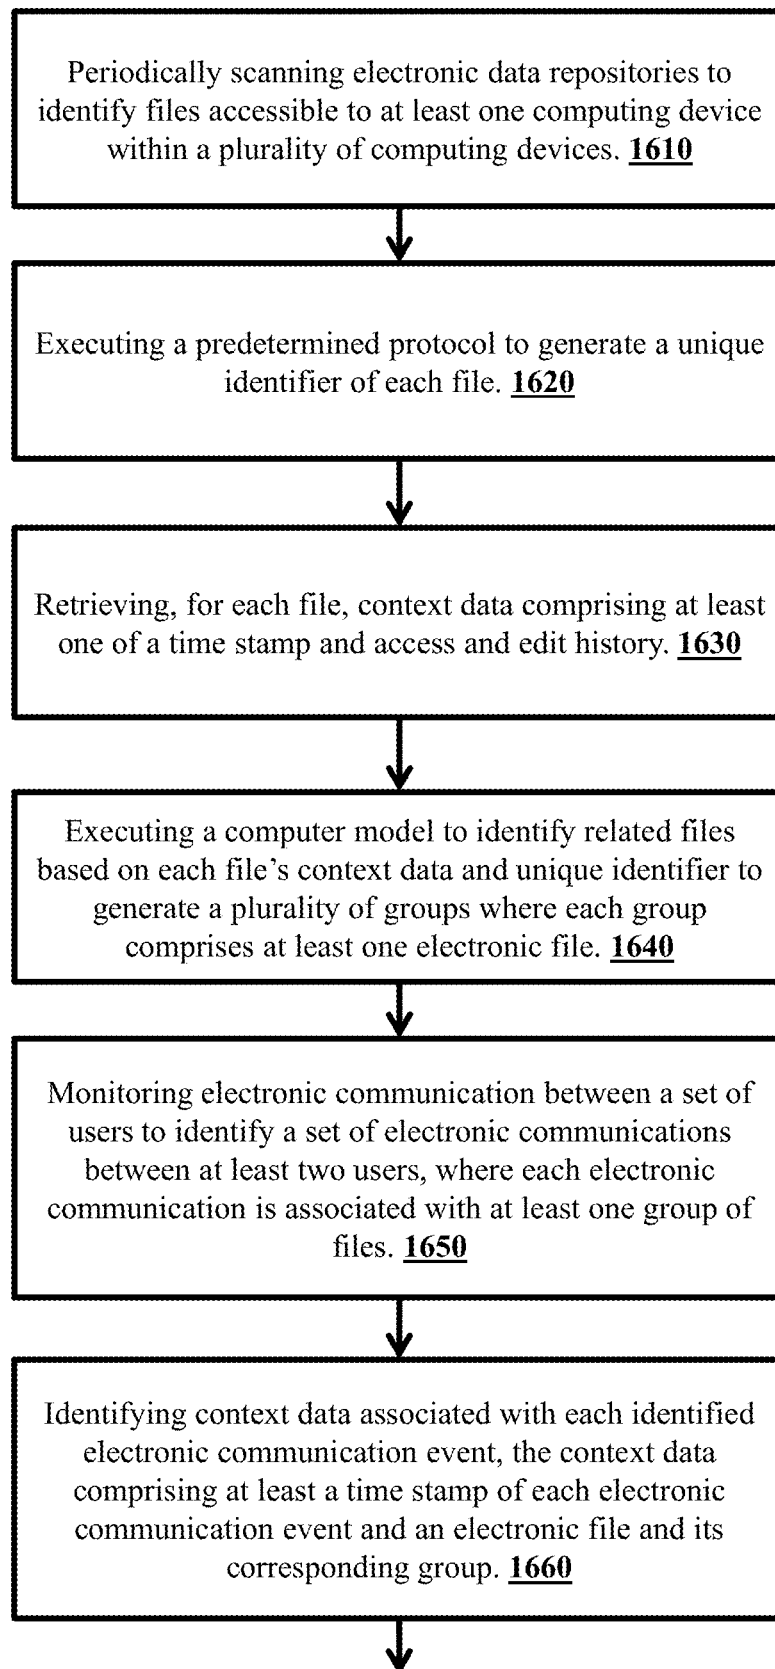 Periodically scanning electronic data repositories to
identify files accessible to at least one computing device
within a plurality of computing devices. 1610
Executing a predetermined protocol to generate a unique
identifier of each file. 1620
Retrieving, for each file, context data comprising at least
one of a time stamp and access and edit history. 1630
Executing a computer model to identify related files
based on each file’s context data and unique identifier to
generate a plurality of groups where each group
comprises at least one electronic file. 1640
Monitoring electronic communication between a set of
users to identify a set of electronic communications
between at least two users, where each electronic
communication is associated with at least one group of
files. 1650
Identifying context data associated with each identified
electronic communication event, the context data
comprising at least a time stamp of each electronic
communication event and an electronic file and its
corresponding group. 1660